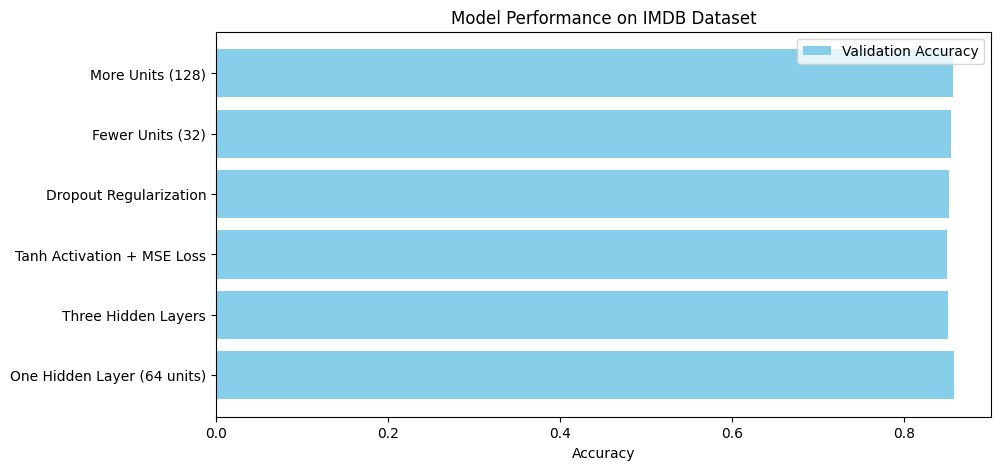 Model Performance on IMDB Dataset
Validation Accuracy
More Units (128)
Fewer Units (32)
Dropout Regularization
Tanh Activation + MSE Loss
Three Hidden Layers
One Hidden Layer (64 units)
0.0 0.2 0.4 0.6 0.8
Accuracy